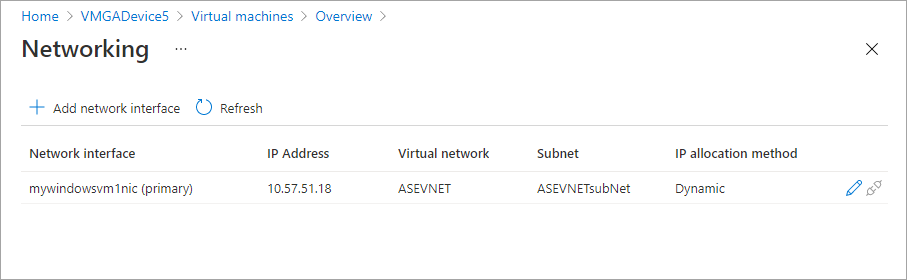 Home > VMGADevice5 > Virtual machines > Overview >
Networking ...
Add network interface Refresh
Network interface IP Address Virtual network Subnet IP allocation method
mywindowsvm1nic (primary) 10.57.51.18 ASEVNET ASEVNETsubNet Dynamic